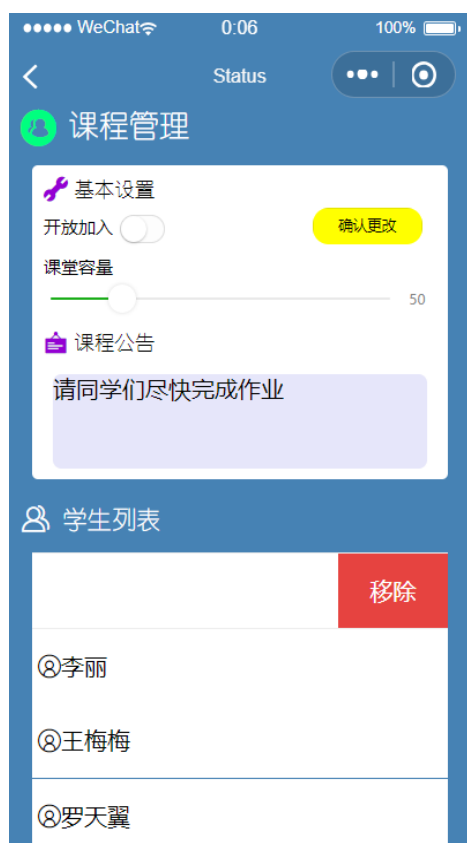 WeChat 0:06 100%
Status
课程管理
基本设置
开放加入 确认更改
课堂容量
50
课程公告
请同学们尽快完成作业
学生列表
移除
李丽
王梅梅
罗天翼